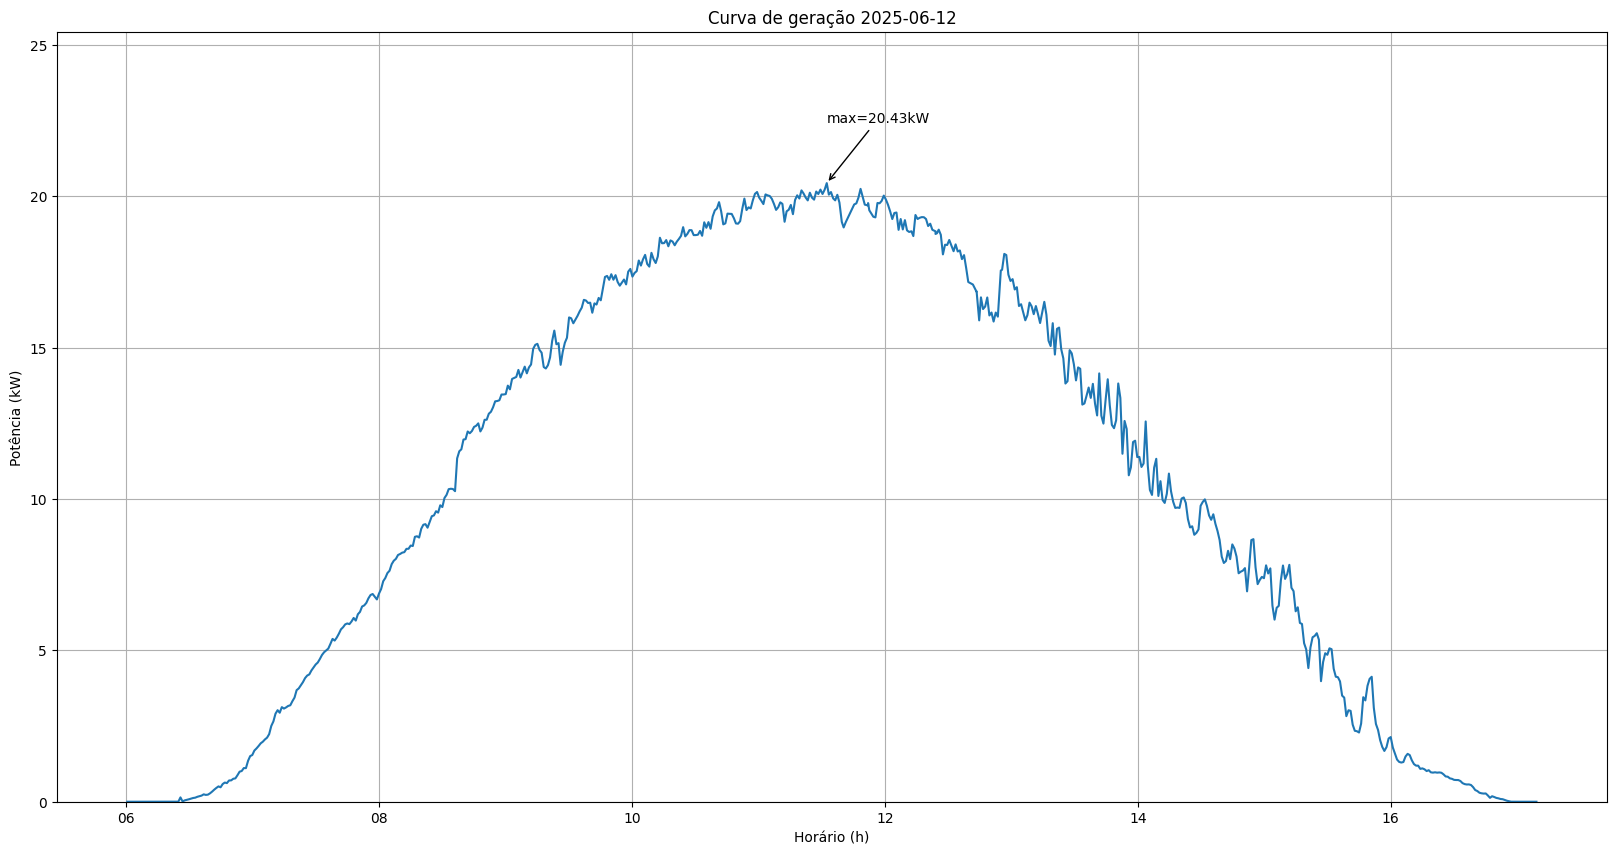 Curva de geração 2025-06-12
25
max=20.43kW
20
15
Potência (kW)
10
5
0
06 08 10 12 14 16
Horário (h)